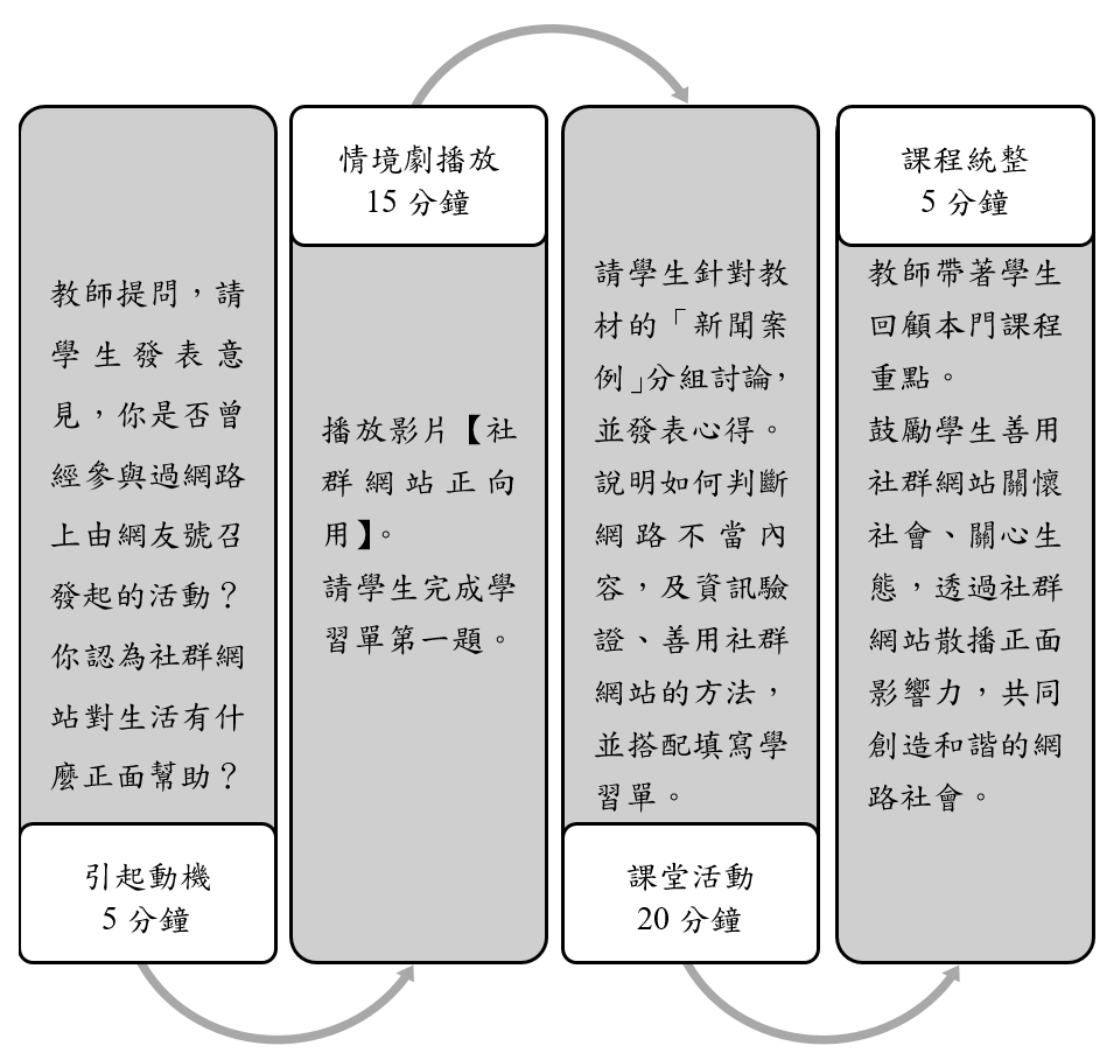 教師提問，請
學生發表意
見，你是否曾
經參與過網路
上由網友號召
發起的活動？
你認為社群網
站對生活有什
麼正面幫助？
引起動機
5 分鐘
情境劇播放
15 分鐘
播放影片【社
群網站正向
用】。
請學生完成學
習單第一題。
請學生針對教
材的「新聞案
例」分組討論，
並發表心得。
說明如何判斷
網路不當內
容，及資訊驗
證、善用社群
網站的方法，
並搭配填寫學
習單。
課堂活動
20 分鐘
課程統整
5 分鐘
教師帶著學生
回顧本門課程
重點。
鼓勵學生善用
社群網站關懷
社會、關心生
態，透過社群
網站散播正面
影響力，共同
創造和諧的網
路社會。